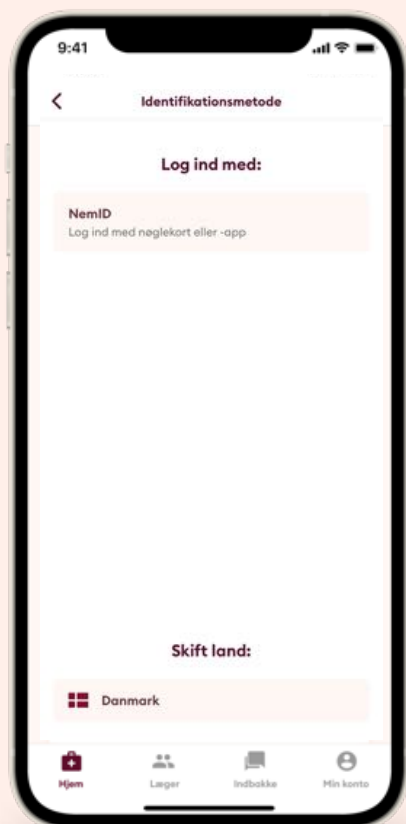 9:41
Identifikationsmetode
Log ind med:
NemID
Log ind med nøglekort eller -app
Skift land:
Danmark
Hjem
Læger
Indbakke
Min konto